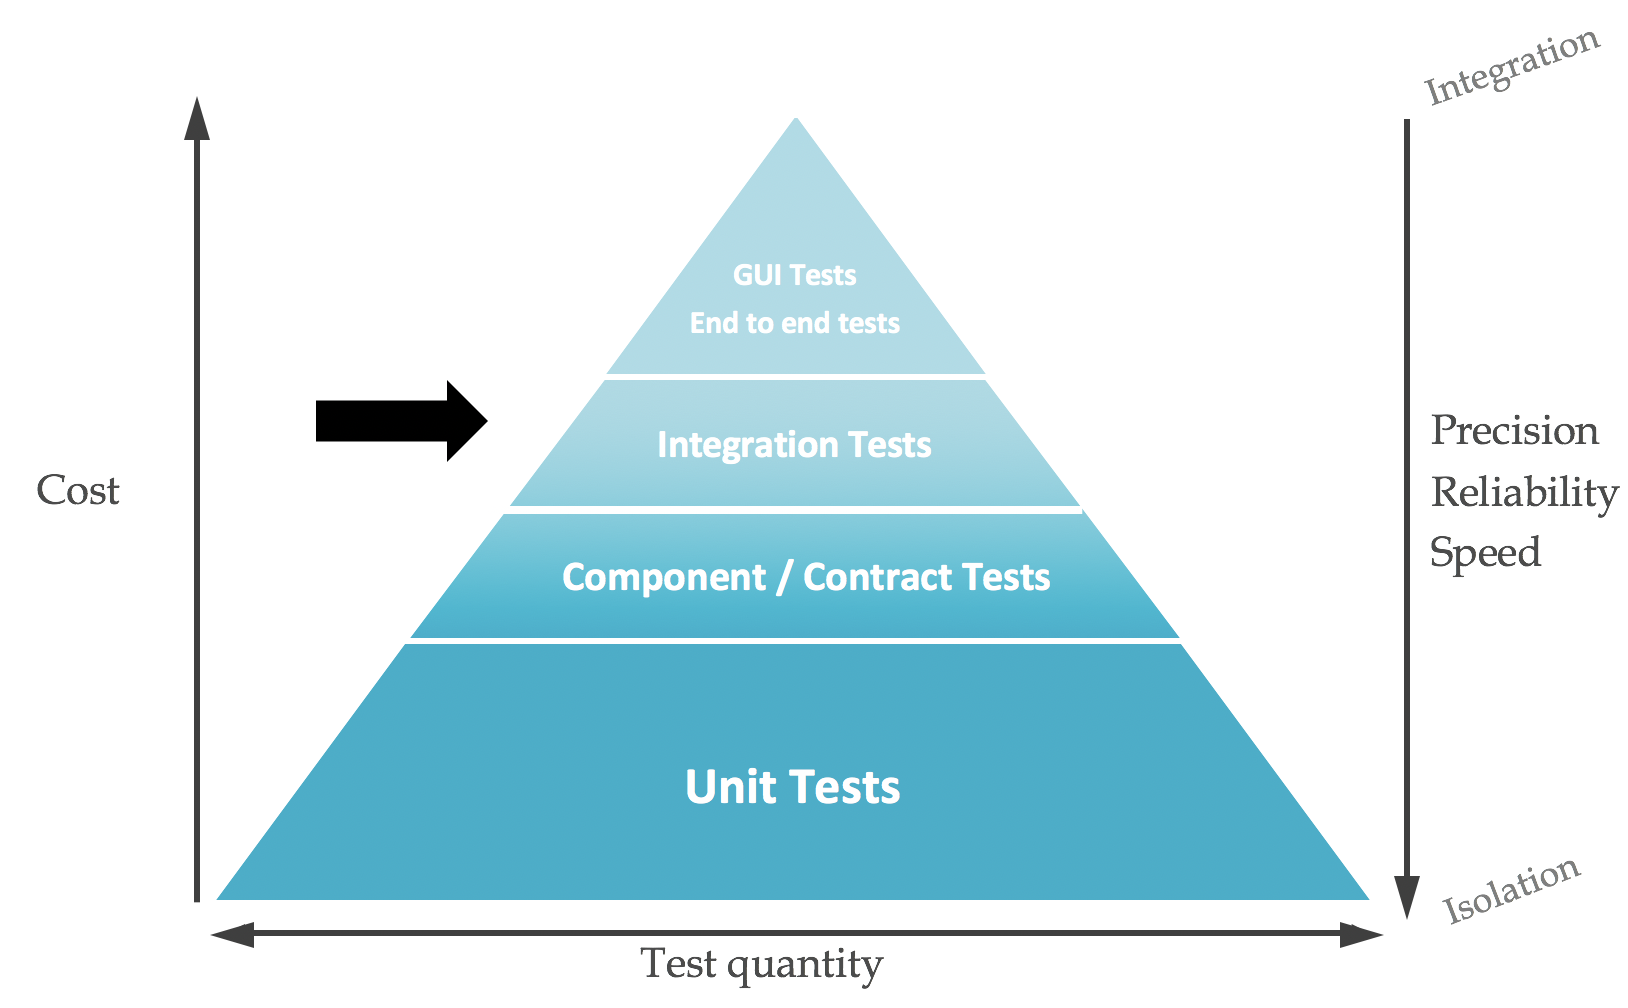 Integration
GUI Tests
End to end tests
Integration Tests
Precision
Cost
Reliability
Speed
Component / Contract Tests
Unit Tests
Isolation
Test quantity